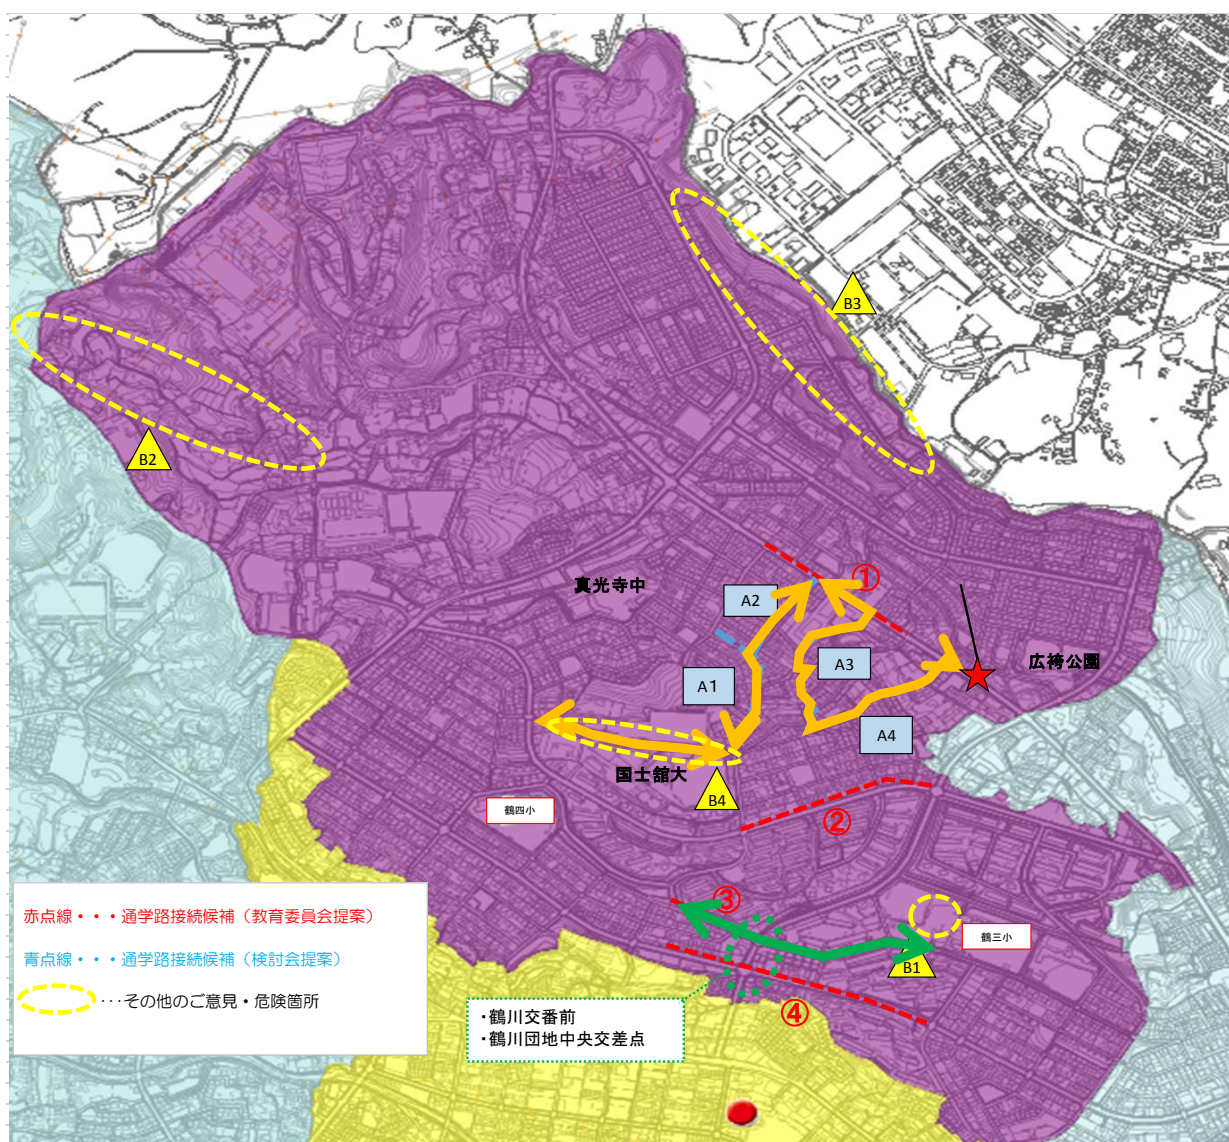 B3
B2
①
真光寺中
A2
広袴公園
A3
A1
A4
国士舘大
B4
鶴四小
②
赤点線・・・通学路接続候補（教育委員会提案）
③
鶴三小
青点線・・・通学路接続候補（検討会提案）
B1
・・・その他のご意見・危険箇所
④
・鶴川交番前
・鶴川団地中央交差点